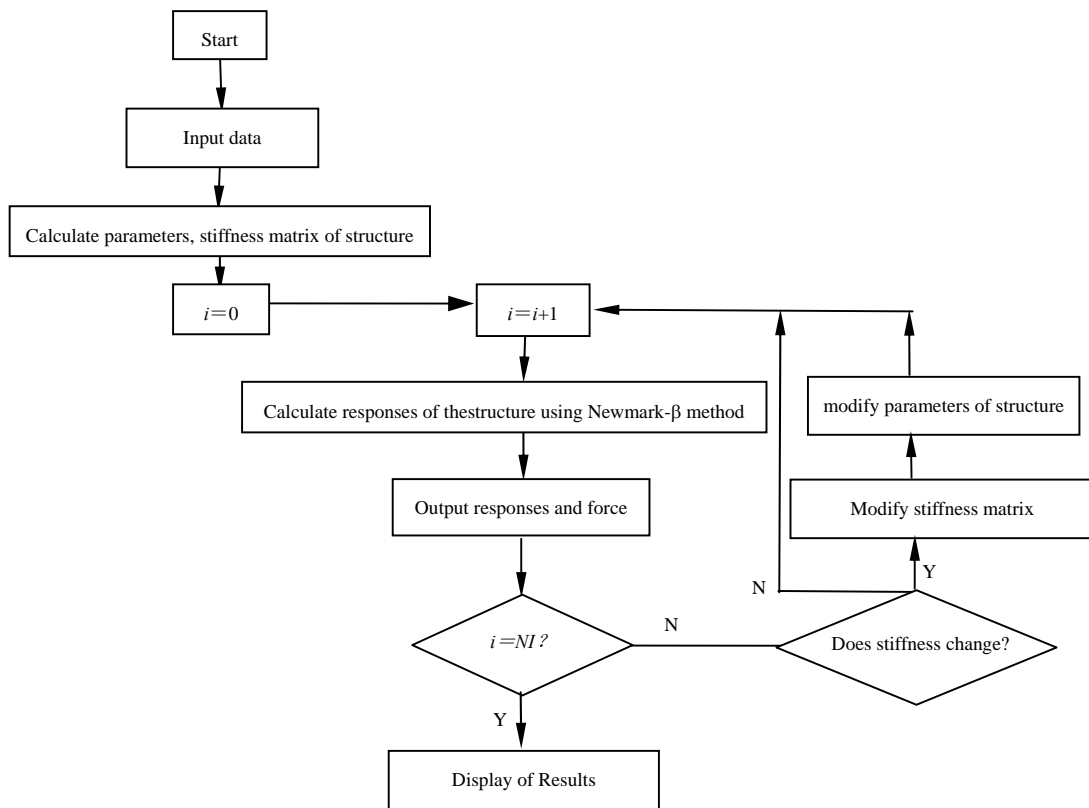 Start
Input data
Calculate parameters, stiffness matrix of structure
i＝0
i＝i+1
Calculate responses of thestructure using Newmark-β method
modify parameters of structure
Output responses and force
Modify stiffness matrix
Y
N
i＝NI？
N
Does stiffness change?
Y
Display of Results